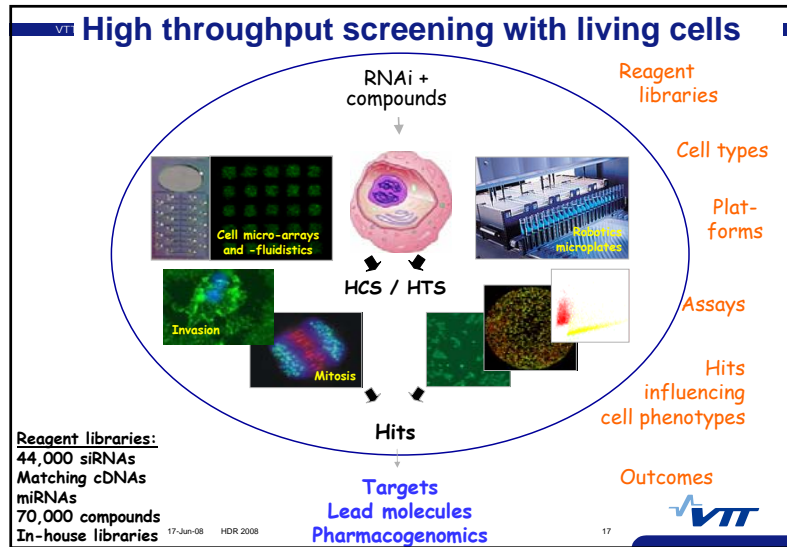 VTT
High throughput screening with living cells
RNAi +
compounds
Reagent
libraries
Cell types
Plat-
forms
Assays
Hits
influencing
cell phenotypes
Outcomes
Cell micro-arrays
and -fluidistics
Robotics
microplates
HCS / HTS
Invasion
Mitosis
Hits
Targets
Lead molecules
Pharmacogenomics
Reagent libraries:
44,000 siRNAs
Matching cDNAs
miRNAs
70,000 compounds
In-house libraries
17-Jun-08 HDR 2008
17
VTT